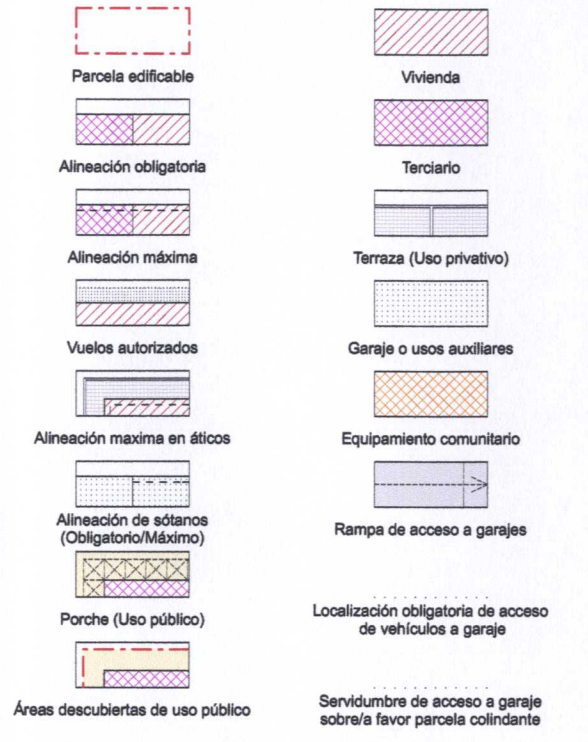 Parcela edificable
Vivienda
Alineación obligatoria
Terciario
Alineación máxima
Terraza (Uso privativo)
Vuelos autorizados
Garaje o usos auxiliares
Alineación maxima en áticos
Equipamiento comunitario
Alineación de sótanos
(Obligatorio/Máximo)
Rampa de acceso a garajes
Porche (Uso público)
Localización obligatoria de acceso
de vehículos a garaje
Áreas descubiertas de uso público
Servidumbre de acceso a garaje
sobre/a favor parcela colindante